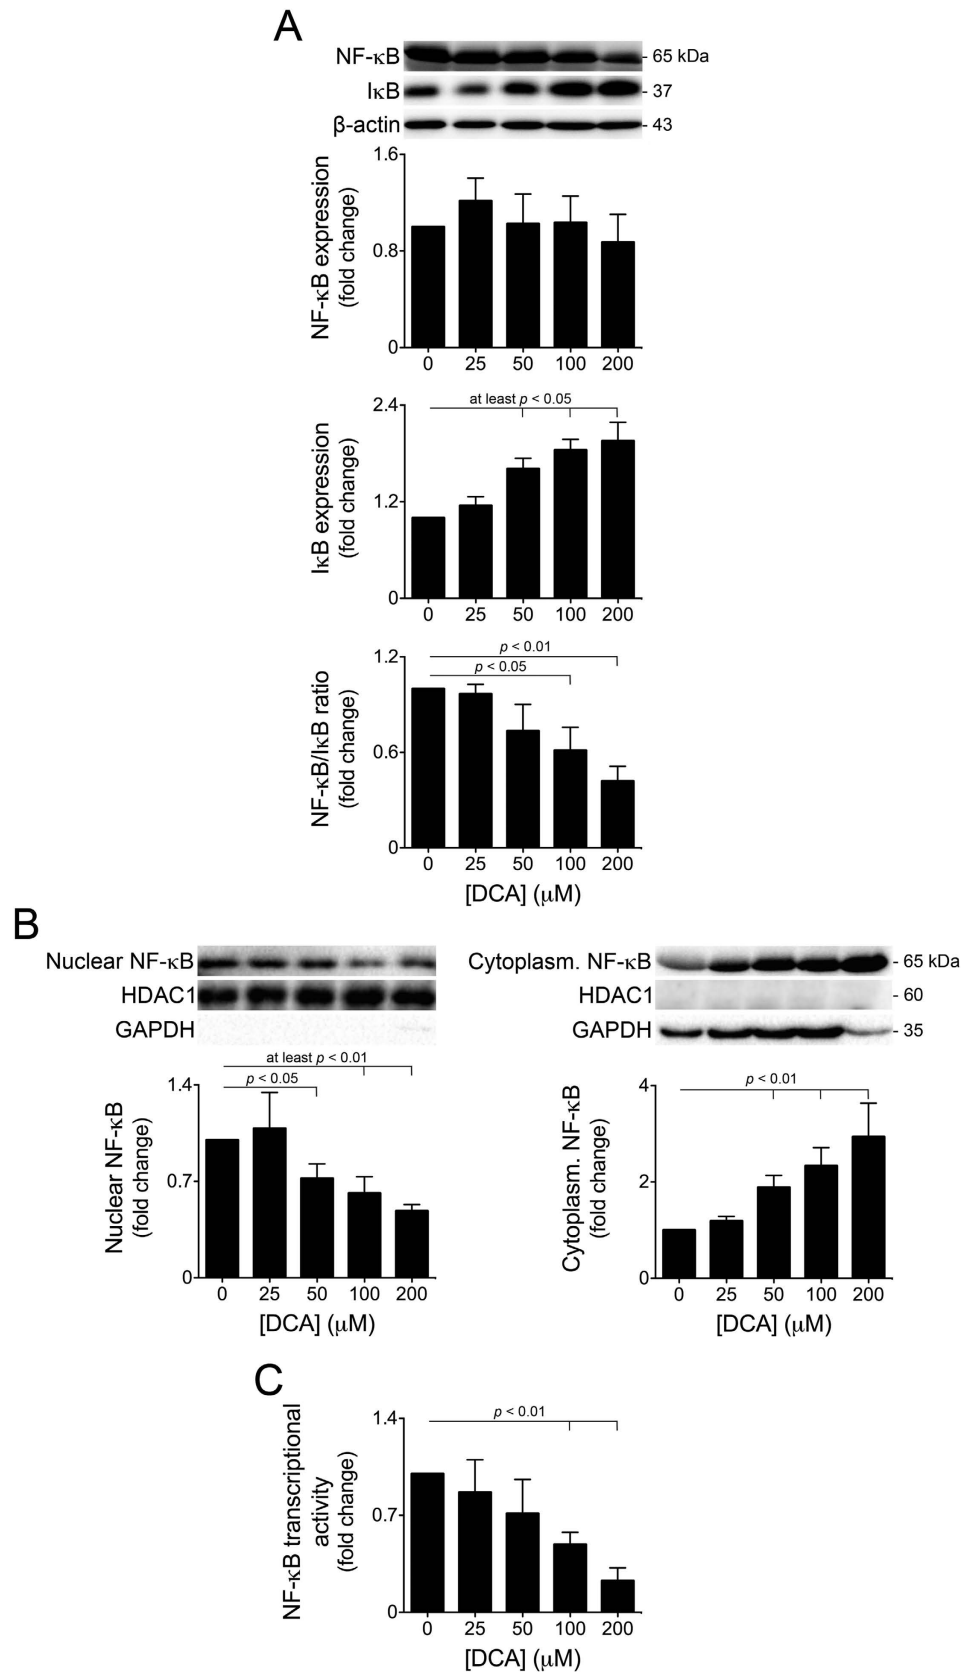 A
NF-κB
- 65 kDa
IκB
- 37
β-actin
- 43
NF-κB expression
(fold change)
1.6
0.8
0
0 25 50 100 200
IκB expression
(fold change)
at least p < 0.05
2.4
1.2
0
0 25 50 100 200
NF-κB/IκB ratio
(fold change)
p < 0.01
p < 0.05
1.2
0.6
0
0 25 50 100 200
[DCA] (μM)
B
Nuclear NF-κB
HDAC1
GAPDH
at least p < 0.01
p < 0.05
Nuclear NF-κB
(fold change)
1.4
0.7
0
0 25 50 100 200
[DCA] (μM)
Cytoplasm. NF-κB
- 65 kDa
HDAC1
- 60
GAPDH
- 35
p < 0.01
Cytoplasm. NF-κB
(fold change)
4
2
0
0 25 50 100 200
[DCA] (μM)
C
NF-κB transcriptional
activity
(fold change)
p < 0.01
1.4
0.7
0
0 25 50 100 200
[DCA] (μM)